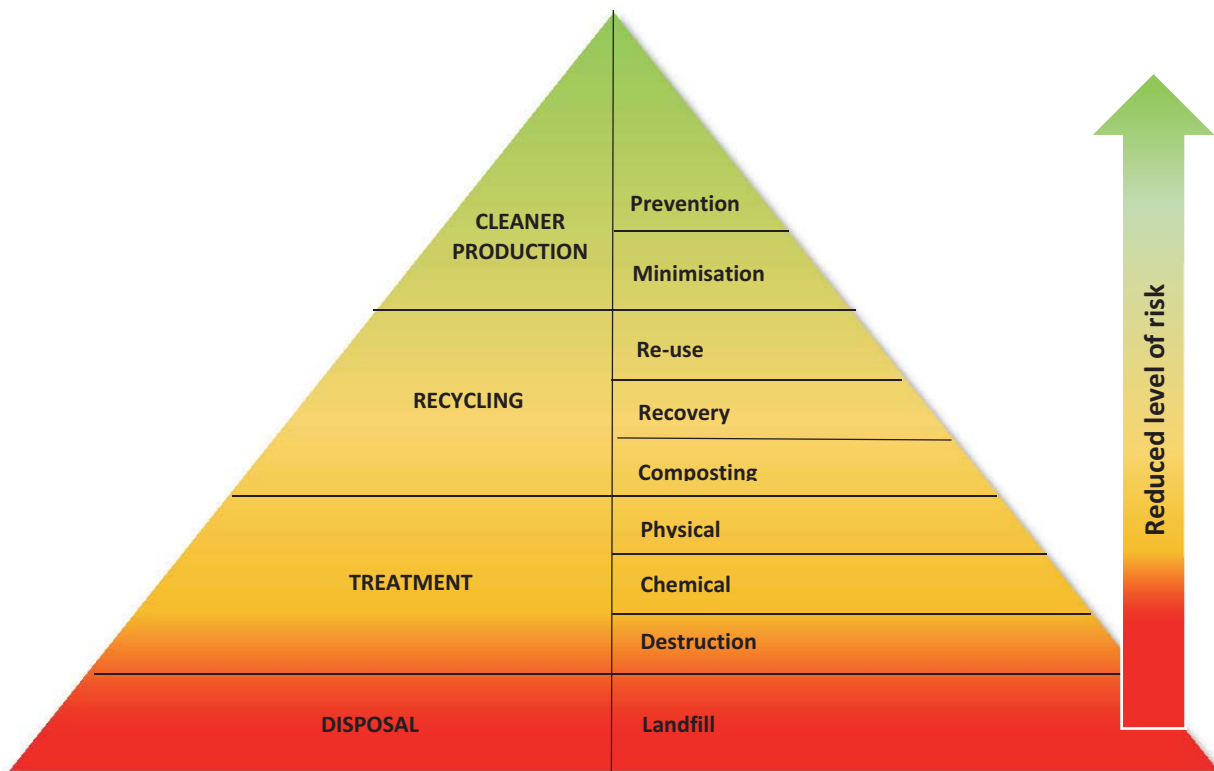 CLEANER
PRODUCTION
Prevention
Minimisation
RECYCLING
Re-use
Recovery
Composting
TREATMENT
Physical
Chemical
Destruction
DISPOSAL
Landfill
Reduced level of risk